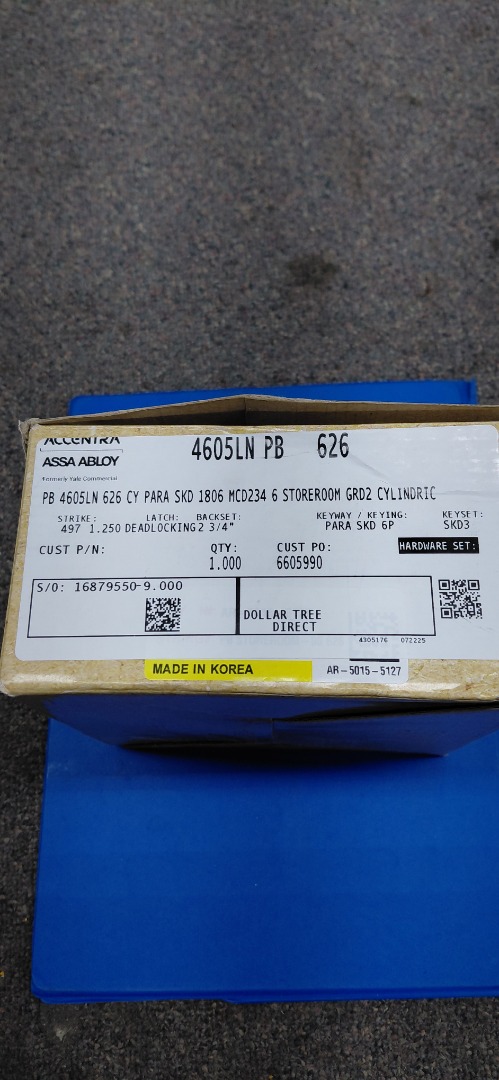 ACCENTRA
ASSA ABLOY
Formerly Yale Commercial
4605LN PB 626
PB 4605LN 626 CY PARA SKD 1806 MCD234 6 STOREROOM GRD2 CYLINDRIC
STRIKE: LATCH: BACKSET: KEYWAY / KEYING: KEYSET:
497 1.250 DEADLOCKING 2 3/4" PARA SKD 6P SKD3
CUST P/N: QTY: CUST PO: HARDWARE SET:
1.000 6605990
S/O: 16879550-9.000
DOLLAR TREE
DIRECT
4305176 072225
MADE IN KOREA AR-5015-5127